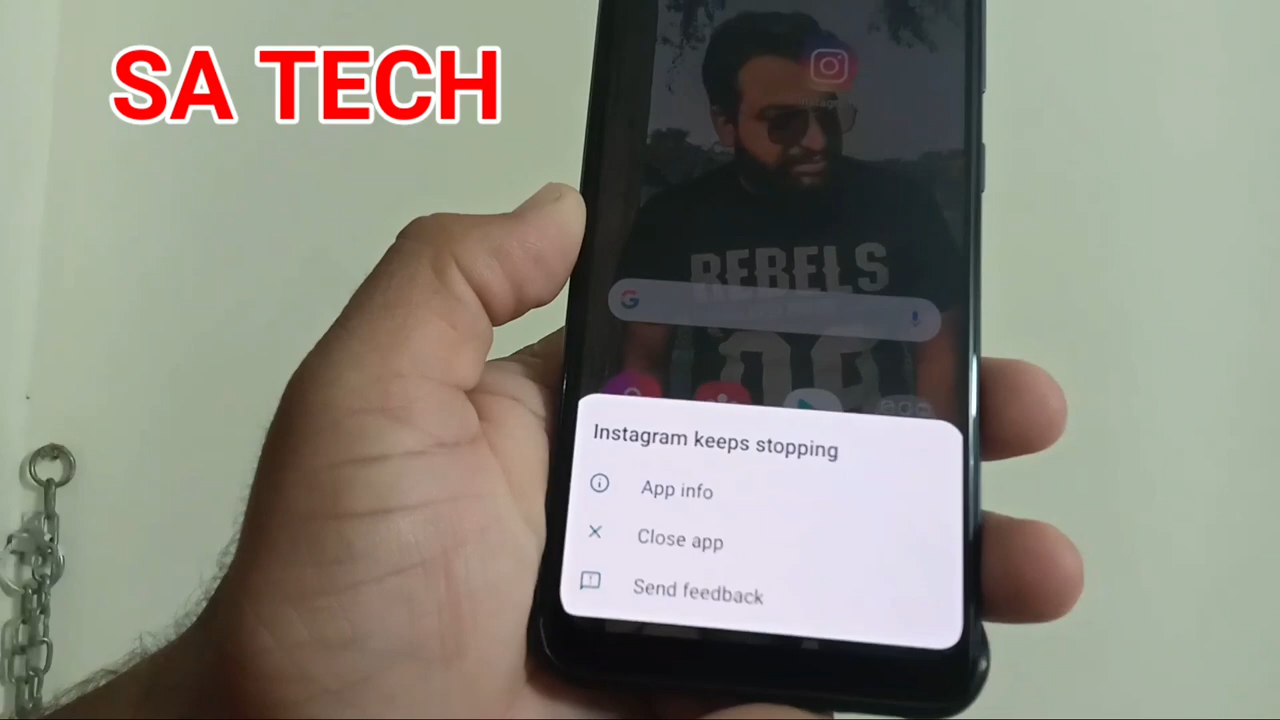 SA TECH
REBELS
Instagram keeps stopping
App info
Close app
Send feedback